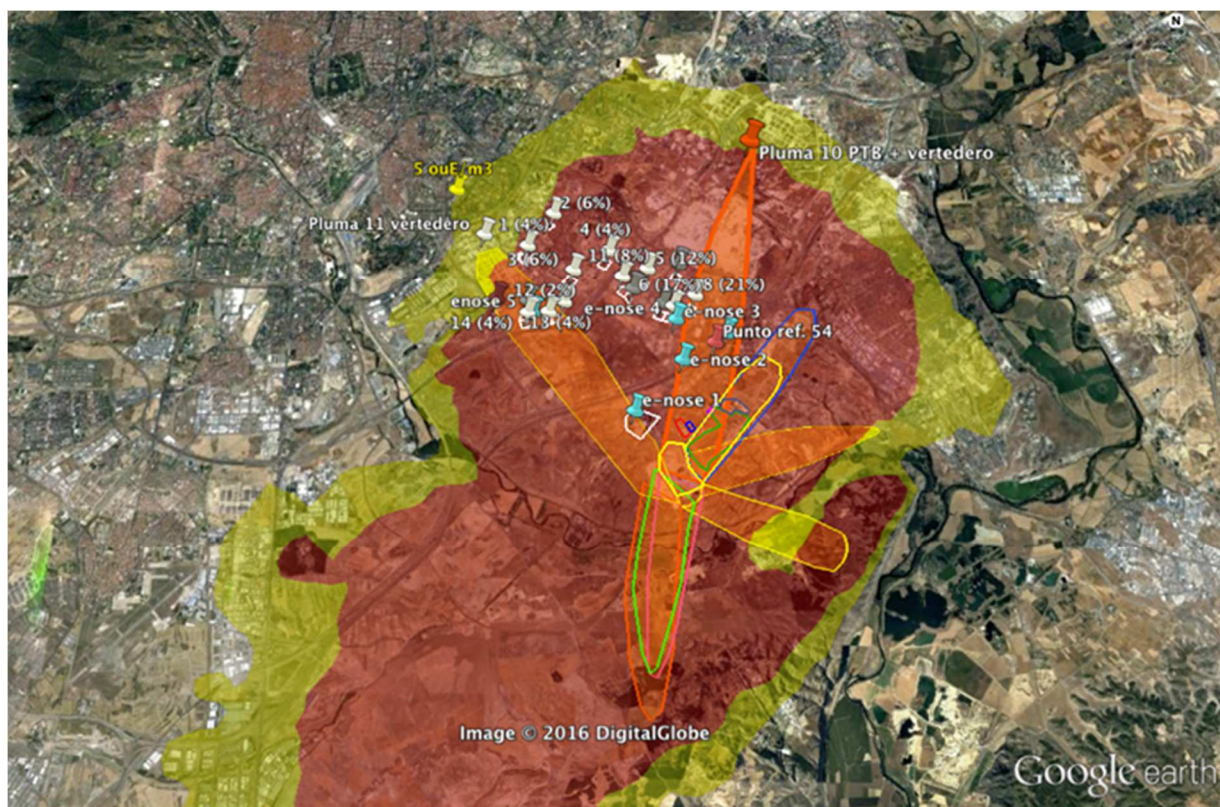 N
Pluma 10 PTB + vertedero
5 ouE/m3
2 (6%)
Pluma 11 vertedero
1 (4%)
4 (4%)
3 (6%)
11 (8%)
5 (12%)
6 (17%)
8 (21%)
12 (2%)
enose 5
e-nose 4
e-nose 3
14 (4%)
13 (4%)
Punto ref. 54
e-nose 2
e-nose 1
Image © 2016 DigitalGlobe
Google earth